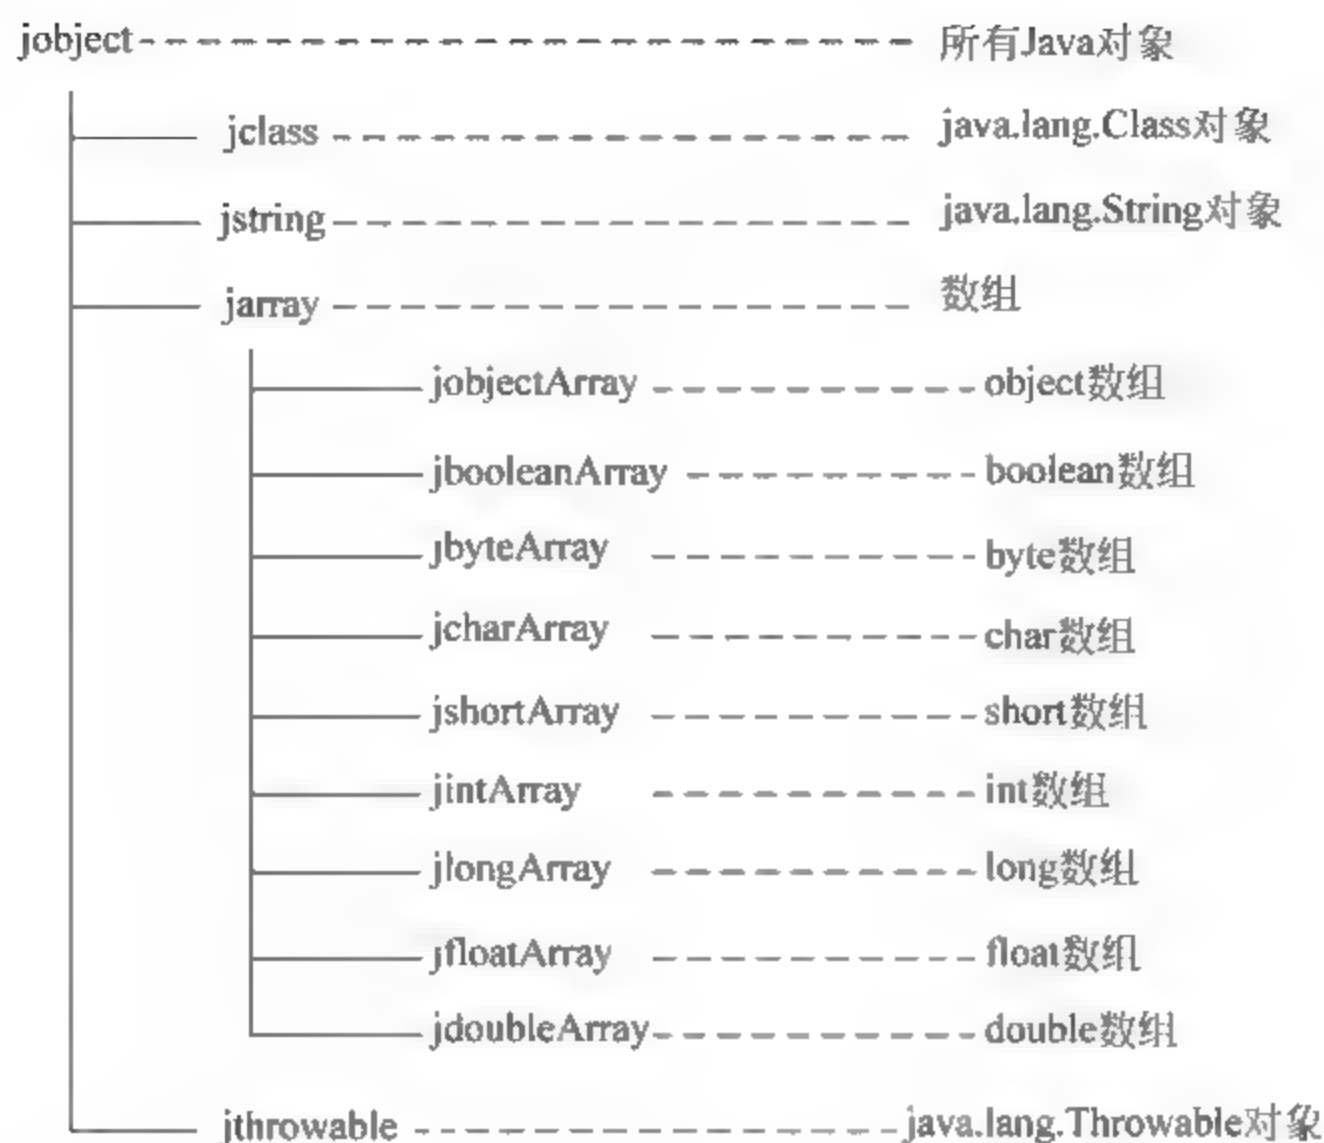 jobject 所有Java对象
jclass java.lang.Class对象
jstring java.lang.String对象
jarray 数组
jobjectArray object数组
jbooleanArray boolean数组
jbyteArray byte数组
jcharArray char数组
jshortArray short数组
jintArray int数组
jlongArray long数组
jfloatArray float数组
jdoubleArray double数组
jthrowable java.lang.Throwable对象